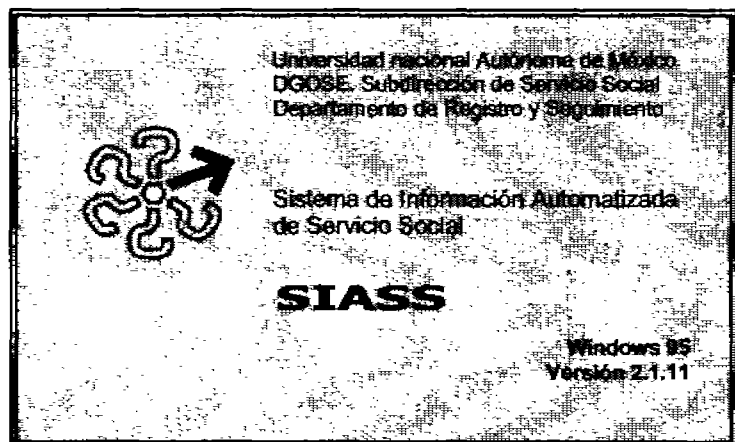 Universidad nacional Autónoma de México
DGOSE. Subdirección de Servicio Social
Departamento de Registro y Seguimiento
Sistema de Información Automatizada
de Servicio Social
SIASS
Windows 95
Versión 2.1.11